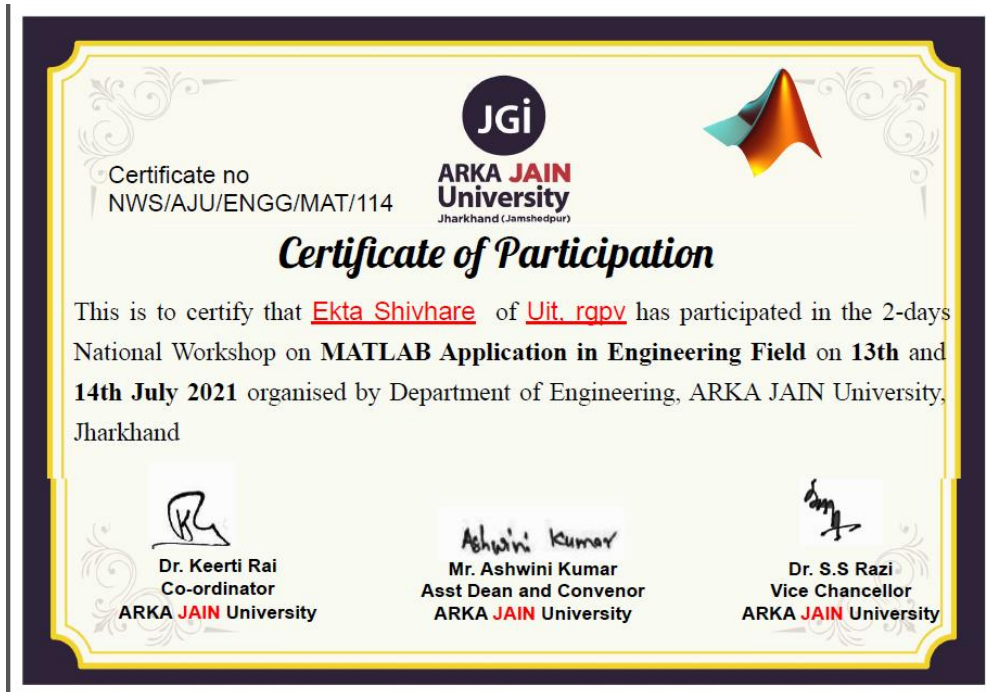 JGi
ARKA JAIN
University
Jharkhand (Jamshedpur)
Certificate no
NWS/AJU/ENGG/MAT/114
Certificate of Participation
This is to certify that Ekta Shivhare of Uit, rgpv has participated in the 2-days
National Workshop on MATLAB Application in Engineering Field on 13th and
14th July 2021 organised by Department of Engineering, ARKA JAIN University,
Jharkhand
Ashwini Kumar
Dr. Keerti Rai
Co-ordinator
ARKA JAIN University
Mr. Ashwini Kumar
Asst Dean and Convenor
ARKA JAIN University
Dr. S.S Razi
Vice Chancellor
ARKA JAIN University